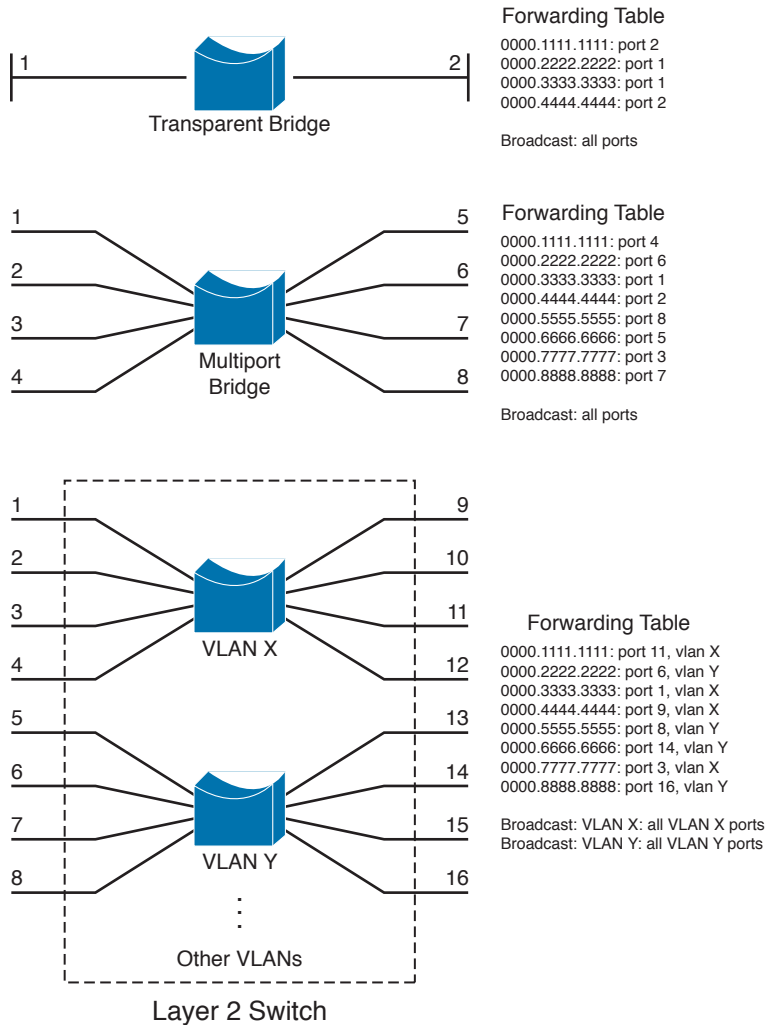 Forwarding Table
1
2
Transparent Bridge
0000.1111.1111: port 2
0000.2222.2222: port 1
0000.3333.3333: port 1
0000.4444.4444: port 2
Broadcast: all ports
1
2
3
4
5
6
7
8
Multiport
Bridge
Forwarding Table
0000.1111.1111: port 4
0000.2222.2222: port 6
0000.3333.3333: port 1
0000.4444.4444: port 2
0000.5555.5555: port 8
0000.6666.6666: port 5
0000.7777.7777: port 3
0000.8888.8888: port 7
Broadcast: all ports
1
2
3
4
9
10
11
12
VLAN X
5
6
7
8
13
14
15
16
VLAN Y
Other VLANs
Layer 2 Switch
Forwarding Table
0000.1111.1111: port 11, vlan X
0000.2222.2222: port 6, vlan Y
0000.3333.3333: port 1, vlan X
0000.4444.4444: port 9, vlan X
0000.5555.5555: port 8, vlan Y
0000.6666.6666: port 14, vlan Y
0000.7777.7777: port 3, vlan X
0000.8888.8888: port 16, vlan Y
Broadcast: VLAN X: all VLAN X ports
Broadcast: VLAN Y: all VLAN Y ports